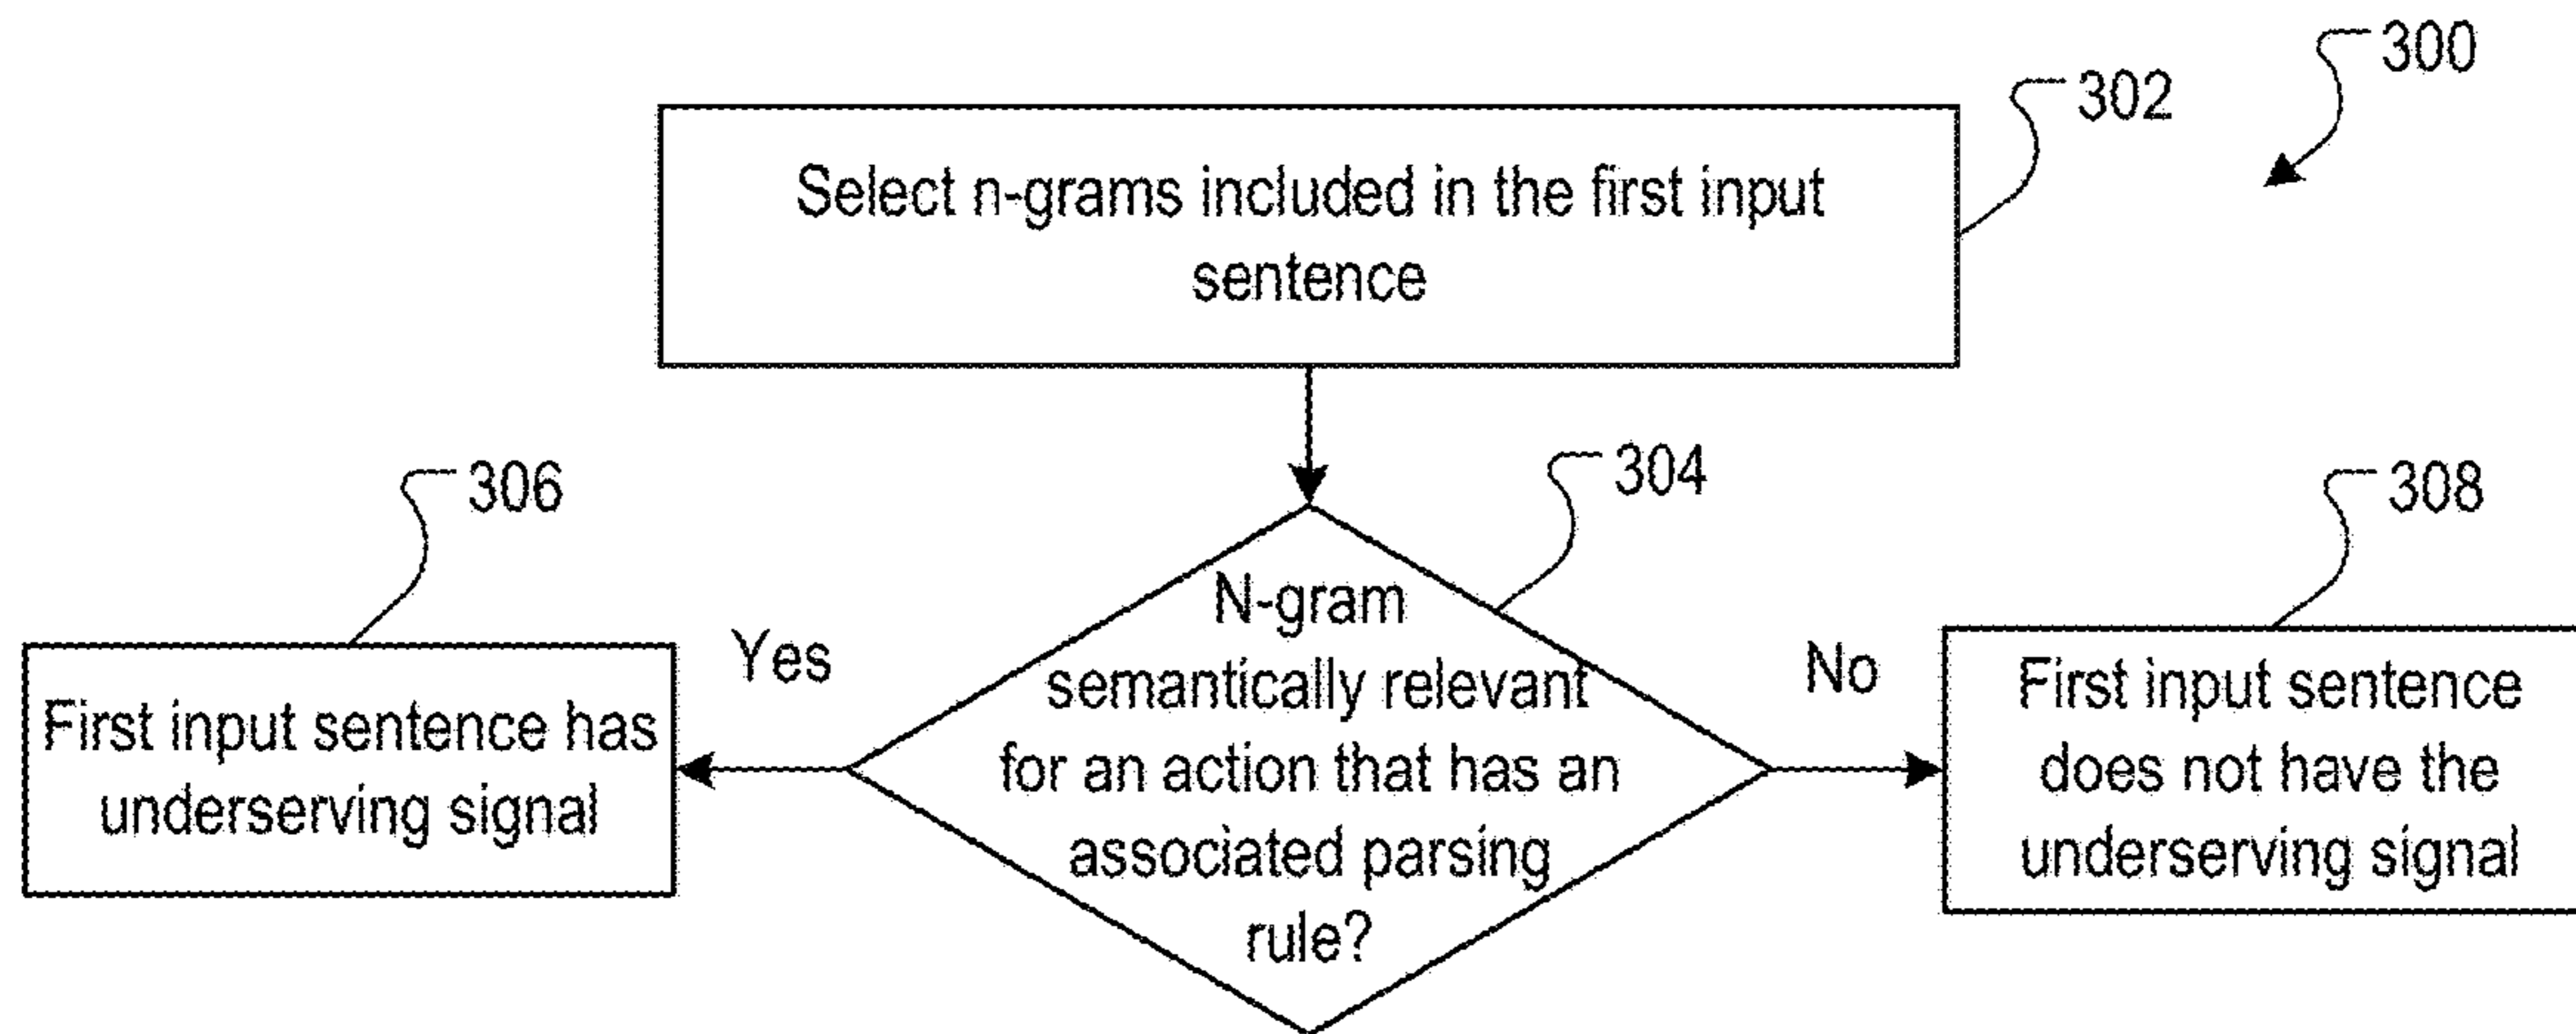 300
302
Select n-grams included in the first input
sentence
304
N-gram
semantically relevant
for an action that has an
associated parsing
rule?
306
Yes
First input sentence has
underserving signal
308
No
First input sentence
does not have the
underserving signal